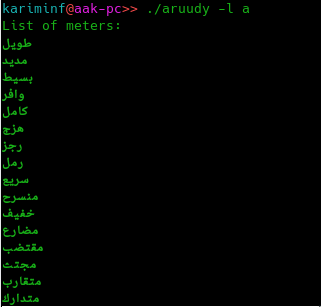 kariminf@aak-pc>> ./aruudy -l a
List of meters:
طويل
مديد
بسيط
وافر
كامل
هزج
رجز
رمل
سريع
منسرح
خفيف
مضارع
مقتضب
مجتث
متقارب
متدارك